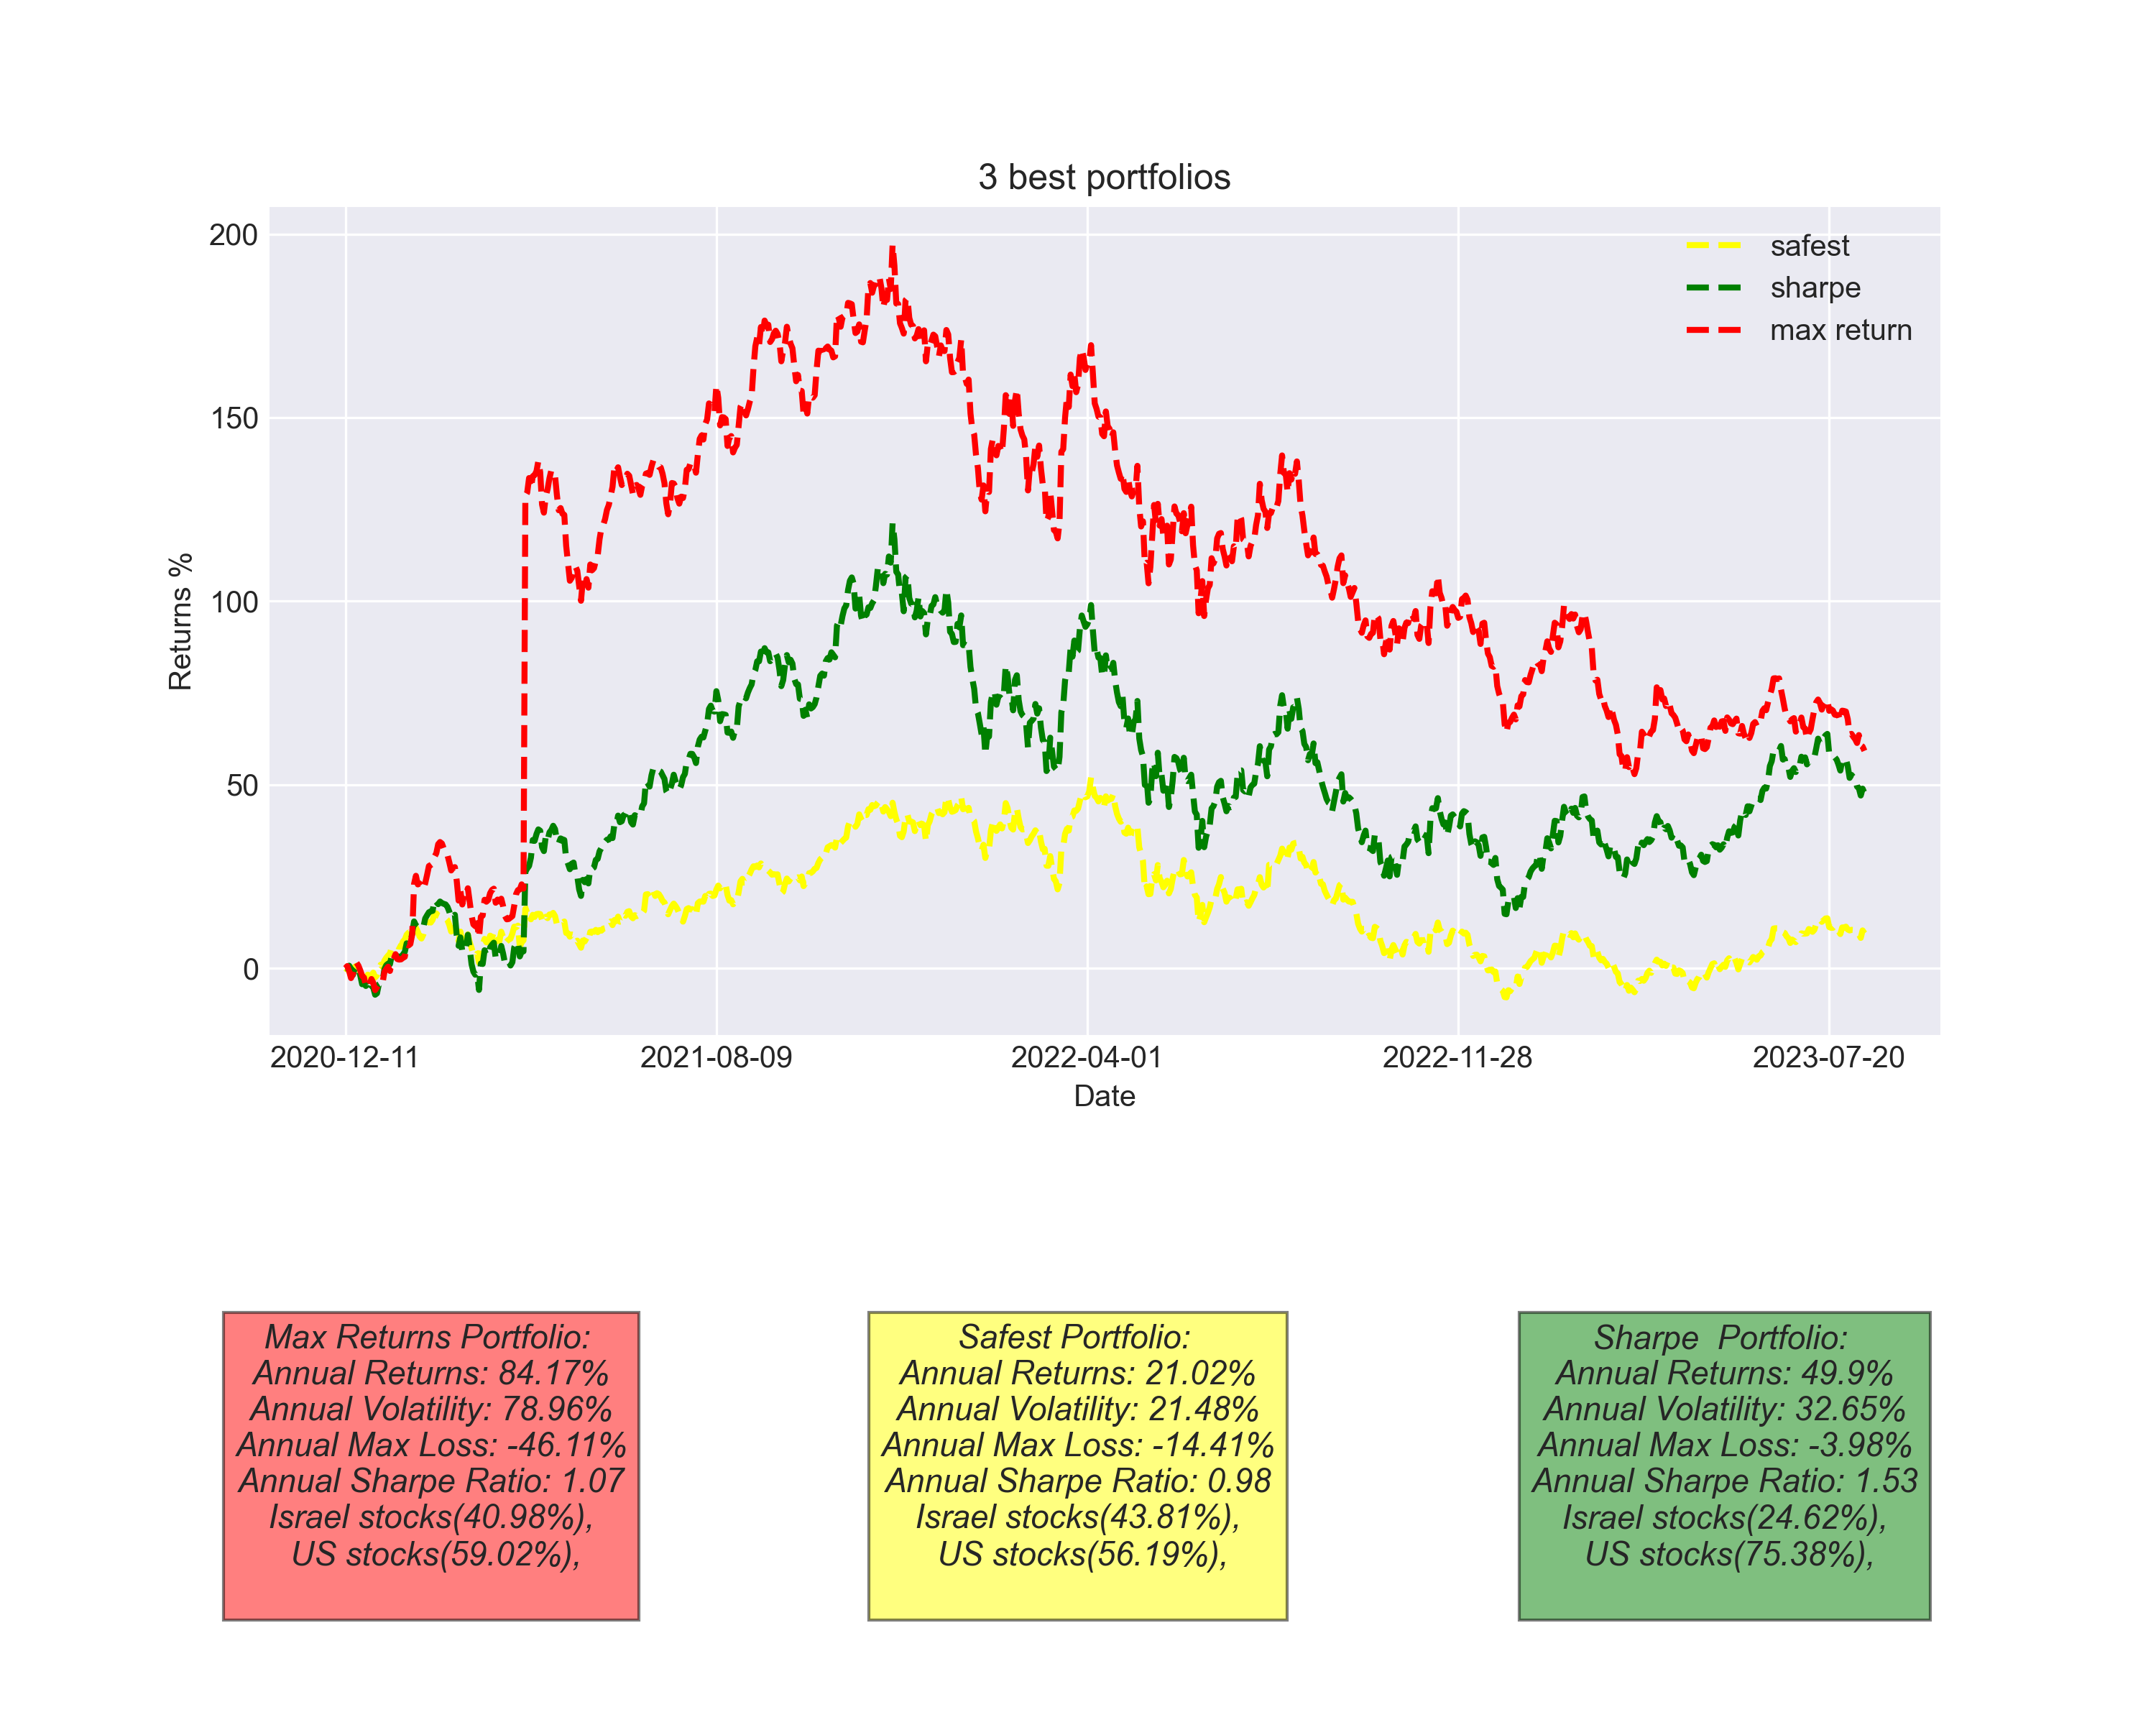 3 best portfolios
200
150
100
50
0
Returns %
safest
sharpe
max return
2020-12-11
2021-08-09
2022-04-01
2022-11-28
2023-07-20
Date
Max Returns Portfolio:
Annual Returns: 84.17%
Annual Volatility: 78.96%
Annual Max Loss: -46.11%
Annual Sharpe Ratio: 1.07
Israel stocks(40.98%),
US stocks(59.02%),
Safest Portfolio:
Annual Returns: 21.02%
Annual Volatility: 21.48%
Annual Max Loss: -14.41%
Annual Sharpe Ratio: 0.98
Israel stocks(43.81%),
US stocks(56.19%),
Sharpe  Portfolio:
Annual Returns: 49.9%
Annual Volatility: 32.65%
Annual Max Loss: -3.98%
Annual Sharpe Ratio: 1.53
Israel stocks(24.62%),
US stocks(75.38%),